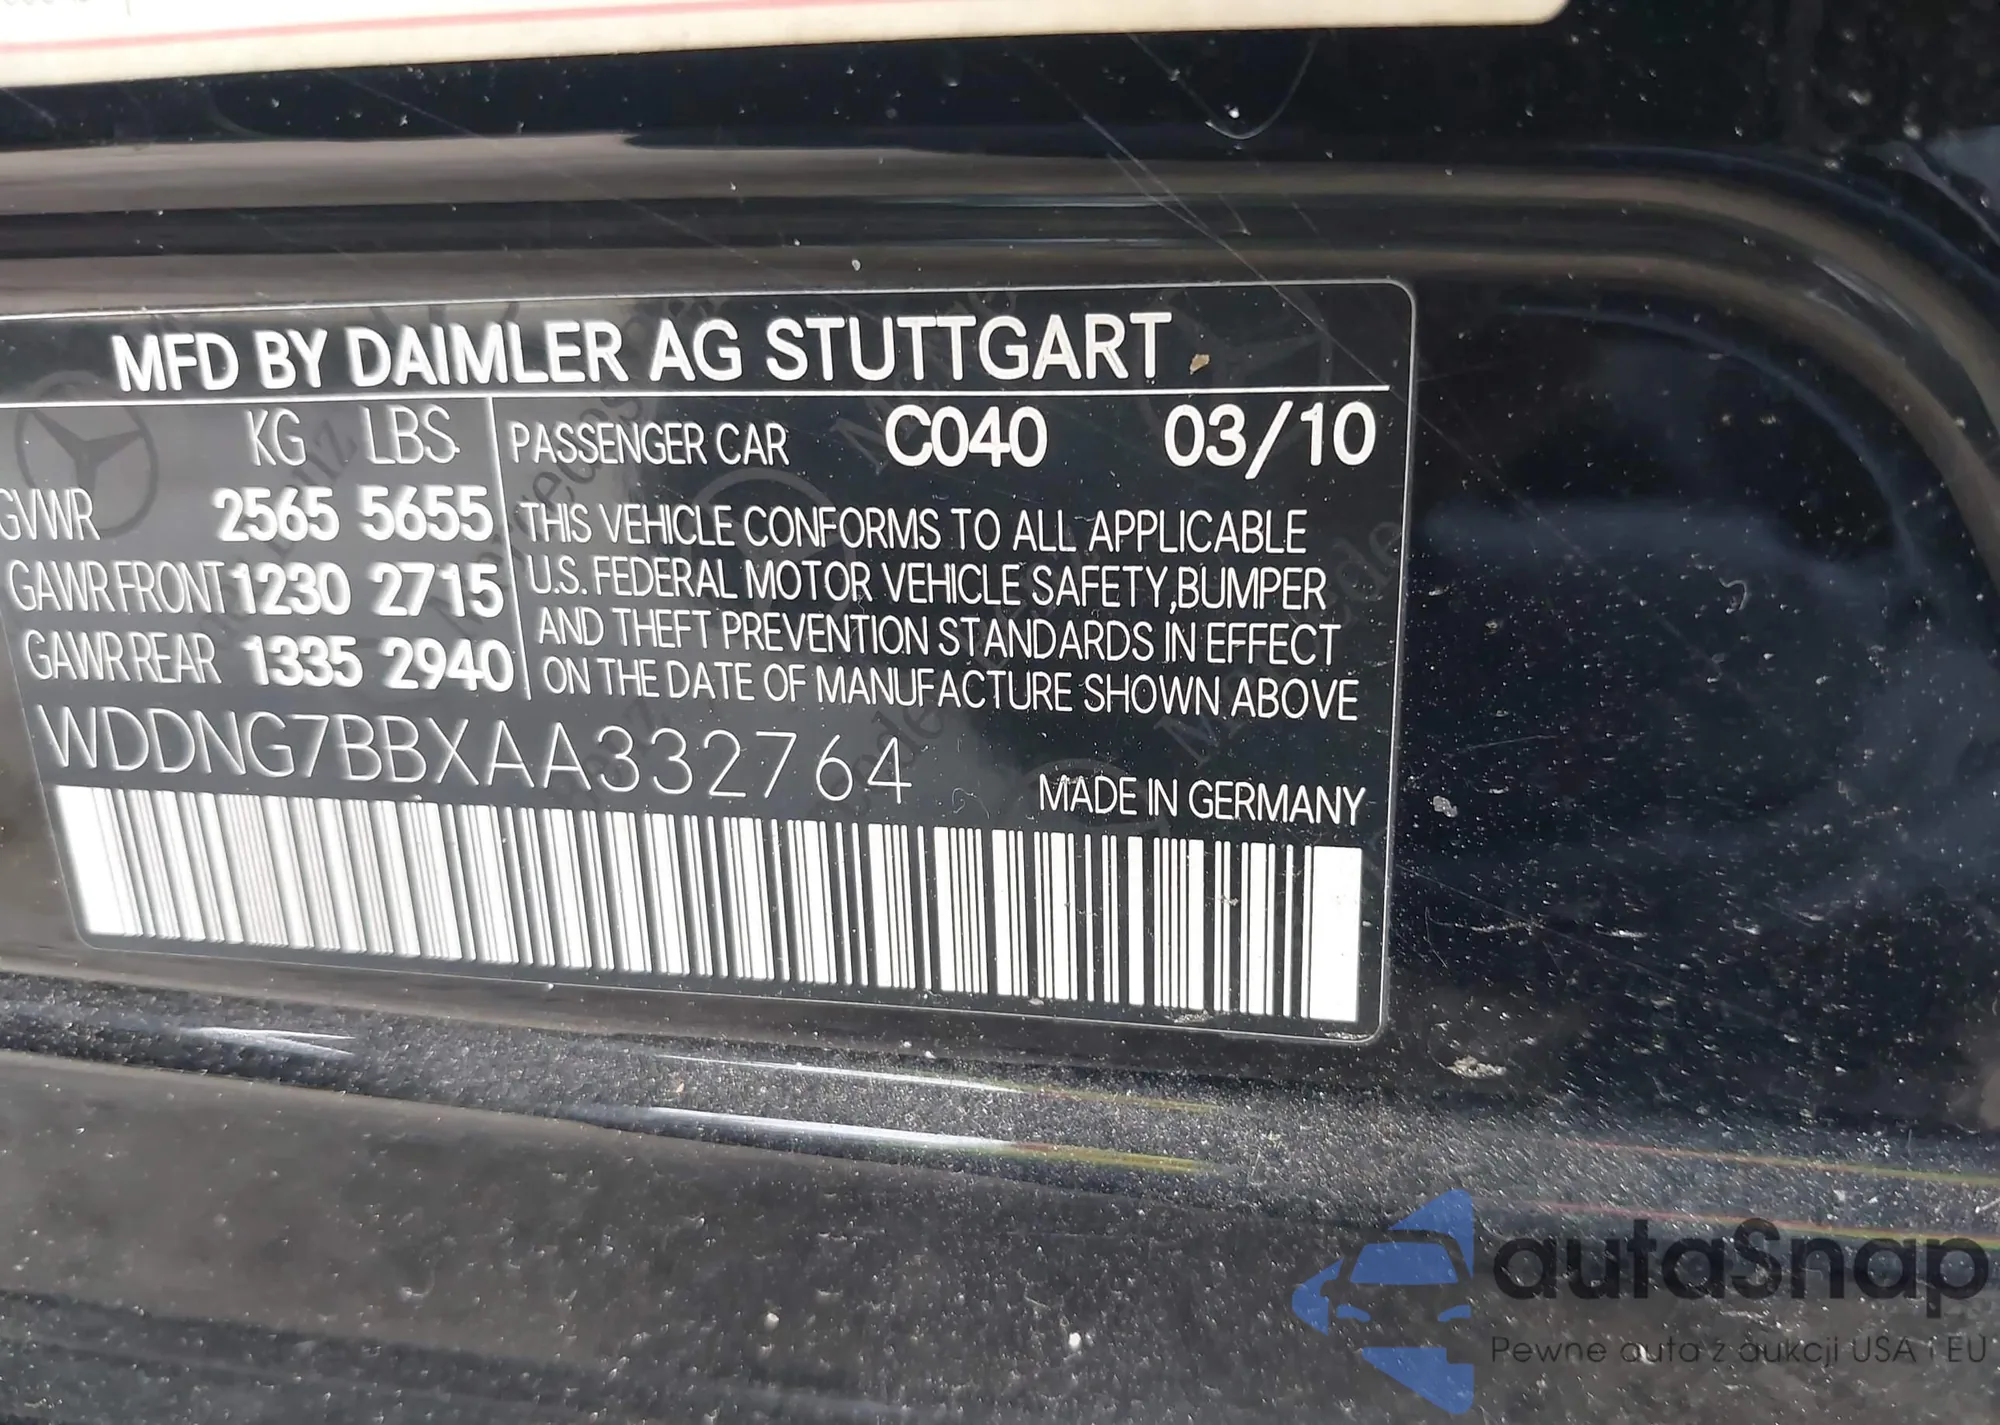 MFD BY DAIMLER AG STUTTGART
KG LBS
PASSENGER CAR C040 03/10
GVWR 2565 5655
GAWR FRONT 1230 2715
GAWR REAR 1335 2940
THIS VEHICLE CONFORMS TO ALL APPLICABLE
U.S. FEDERAL MOTOR VEHICLE SAFETY, BUMPER
AND THEFT PREVENTION STANDARDS IN EFFECT
ON THE DATE OF MANUFACTURE SHOWN ABOVE
WDDNG7BBXAA332764
MADE IN GERMANY
autaSnap
Pewne auta z aukcji USA i EU